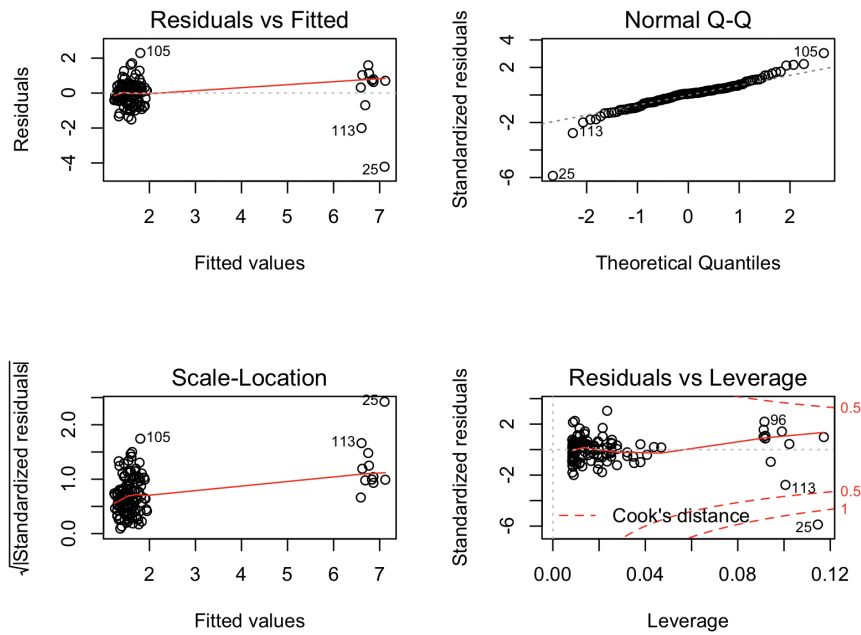 Residuals vs Fitted
Residuals
2
0
-2
-4
105
113
25
2 3 4 5 6 7
Fitted values
Normal Q-Q
Standardized residuals
4
2
-2
-6
105
113
25
-2 -1 0 1 2
Theoretical Quantiles
Scale-Location
√|Standardized residuals|
2.0
1.0
0.0
25
105
113
2 3 4 5 6 7
Fitted values
Residuals vs Leverage
Standardized residuals
2
-2
-6
96
113
25
0.5
0.5
1
Cook's distance
0.00 0.04 0.08 0.12
Leverage